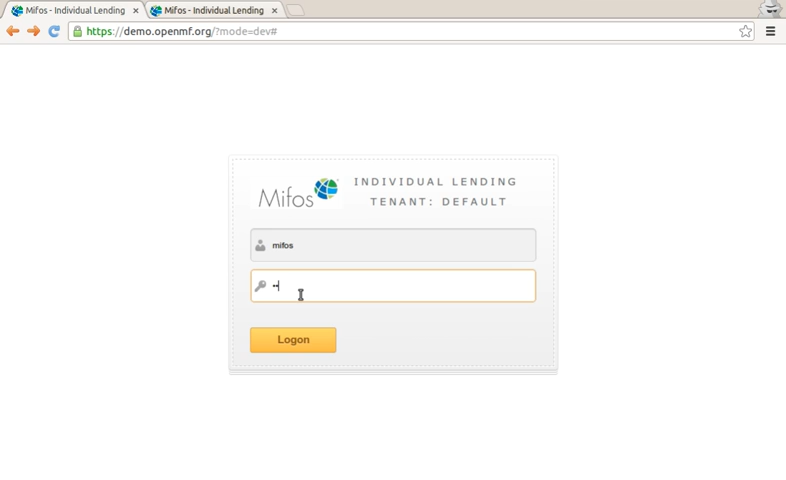 Mifos - Individual Lending
Mifos - Individual Lending
https://demo.openmf.org/?mode=dev#
Mifos
INDIVIDUAL LENDING
TENANT: DEFAULT
mifos
••
Logon